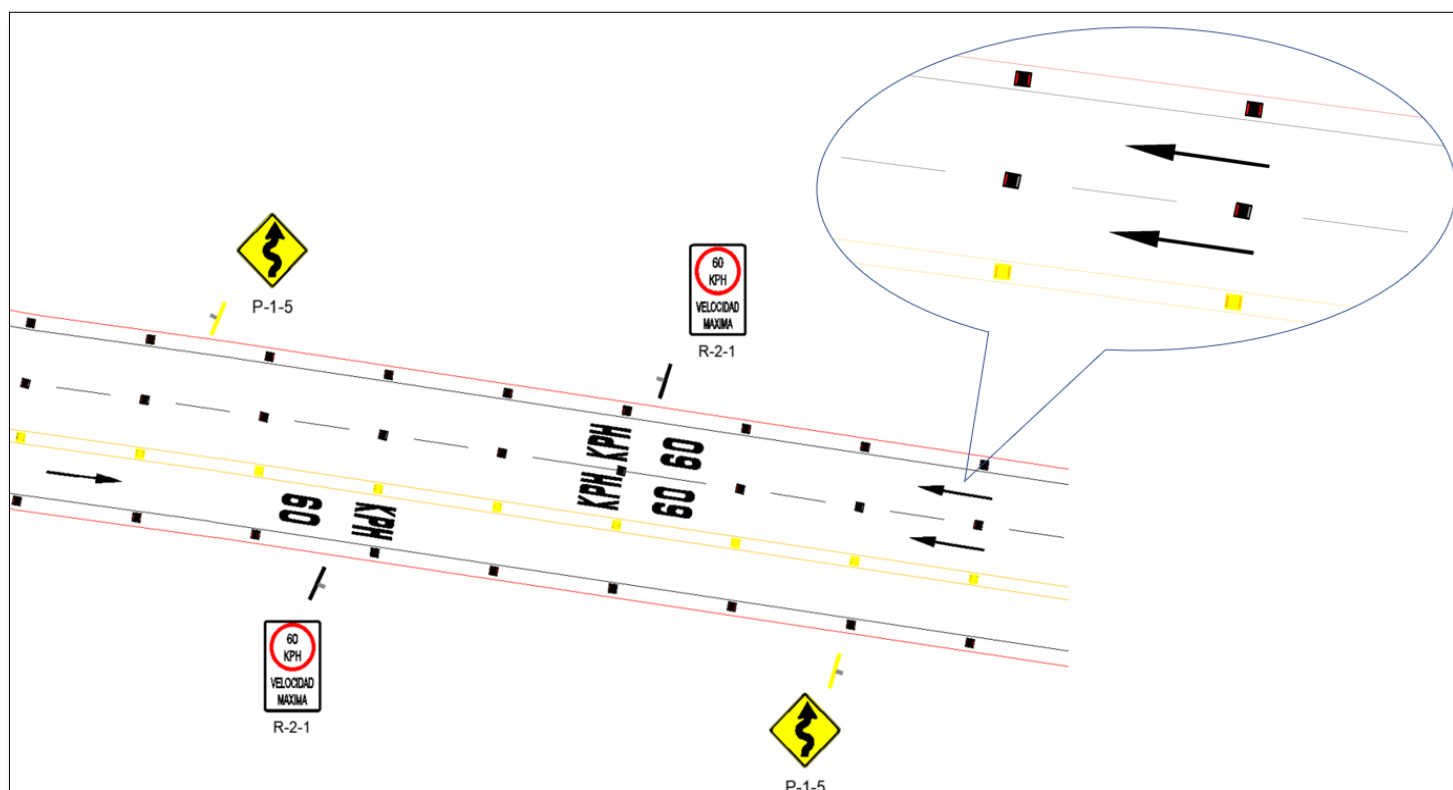 P-1-5
60
KPH
VELOCIDAD
MAXIMA
R-2-1
KPH
60
KPH
60
60
KPH
60
KPH
VELOCIDAD
MAXIMA
R-2-1
P-1-5